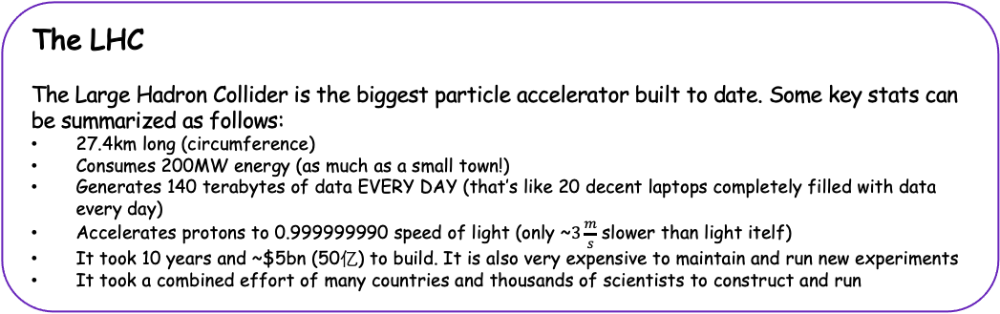 The LHC
The Large Hadron Collider is the biggest particle accelerator built to date. Some key stats can
be summarized as follows:
• 27.4km long (circumference)
• Consumes 200MW energy (as much as a small town!)
• Generates 140 terabytes of data EVERY DAY (that's like 20 decent laptops completely filled with data
every day)
• Accelerates protons to 0.999999990 speed of light (only ~3 m/s slower than light itelf)
• It took 10 years and ~$5bn (50亿) to build. It is also very expensive to maintain and run new experiments
• It took a combined effort of many countries and thousands of scientists to construct and run